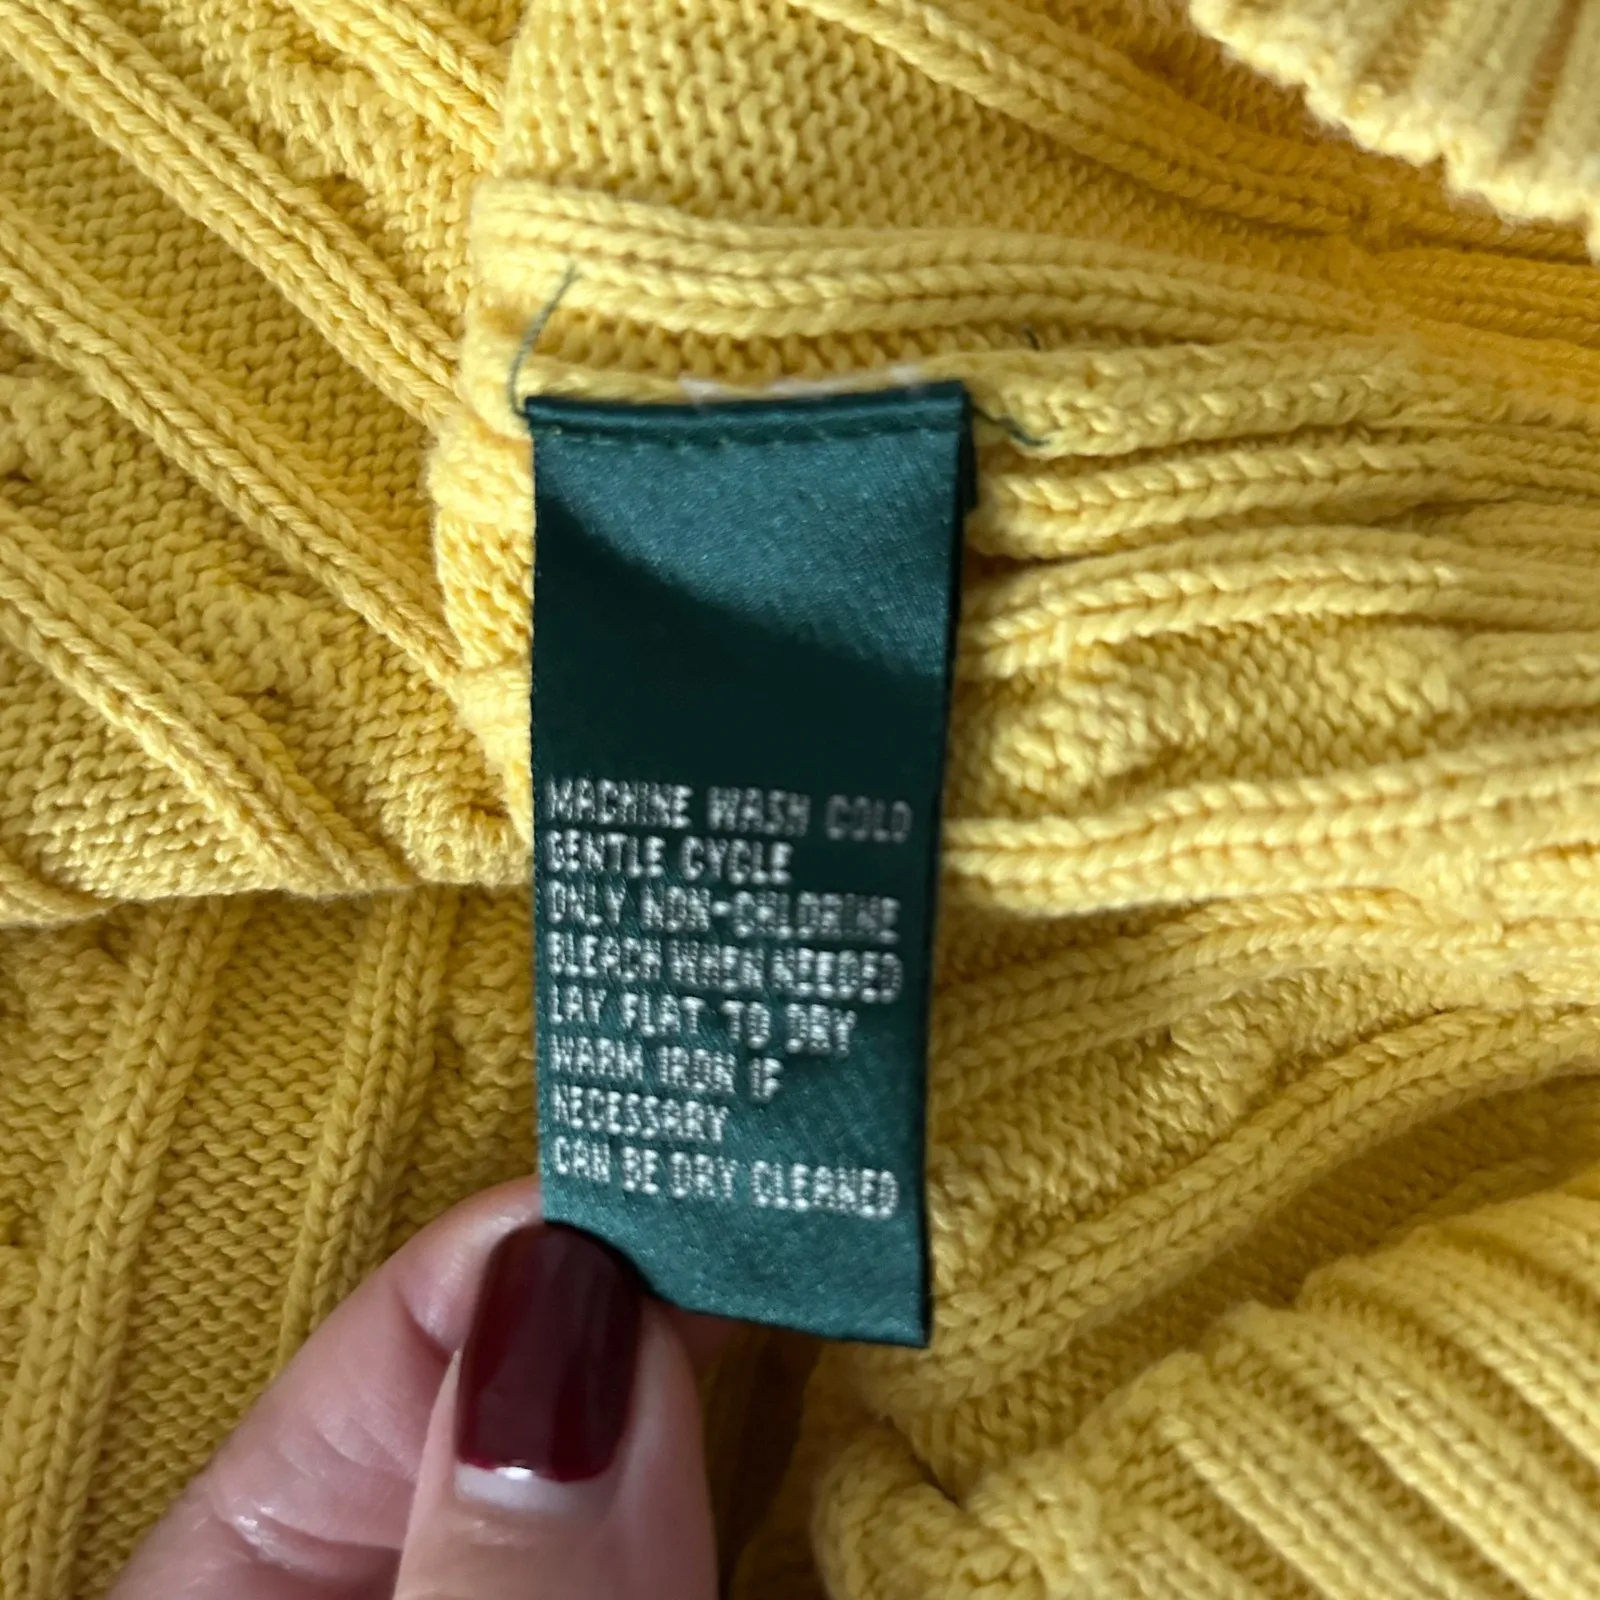 MACHINE WASH COLD
GENTLE CYCLE
ONLY NON-CHLORINE
BLEACH WHEN NEEDED
LAY FLAT TO DRY
WARM IRON IF
NECESSARY
CAN BE DRY CLEANED